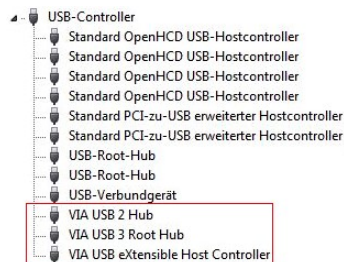 USB-Controller
Standard OpenHCD USB-Hostcontroller
Standard OpenHCD USB-Hostcontroller
Standard OpenHCD USB-Hostcontroller
Standard OpenHCD USB-Hostcontroller
Standard PCI-zu-USB erweiterter Hostcontroller
Standard PCI-zu-USB erweiterter Hostcontroller
USB-Root-Hub
USB-Root-Hub
USB-Verbundgerät
VIA USB 2 Hub
VIA USB 3 Root Hub
VIA USB eXtensible Host Controller